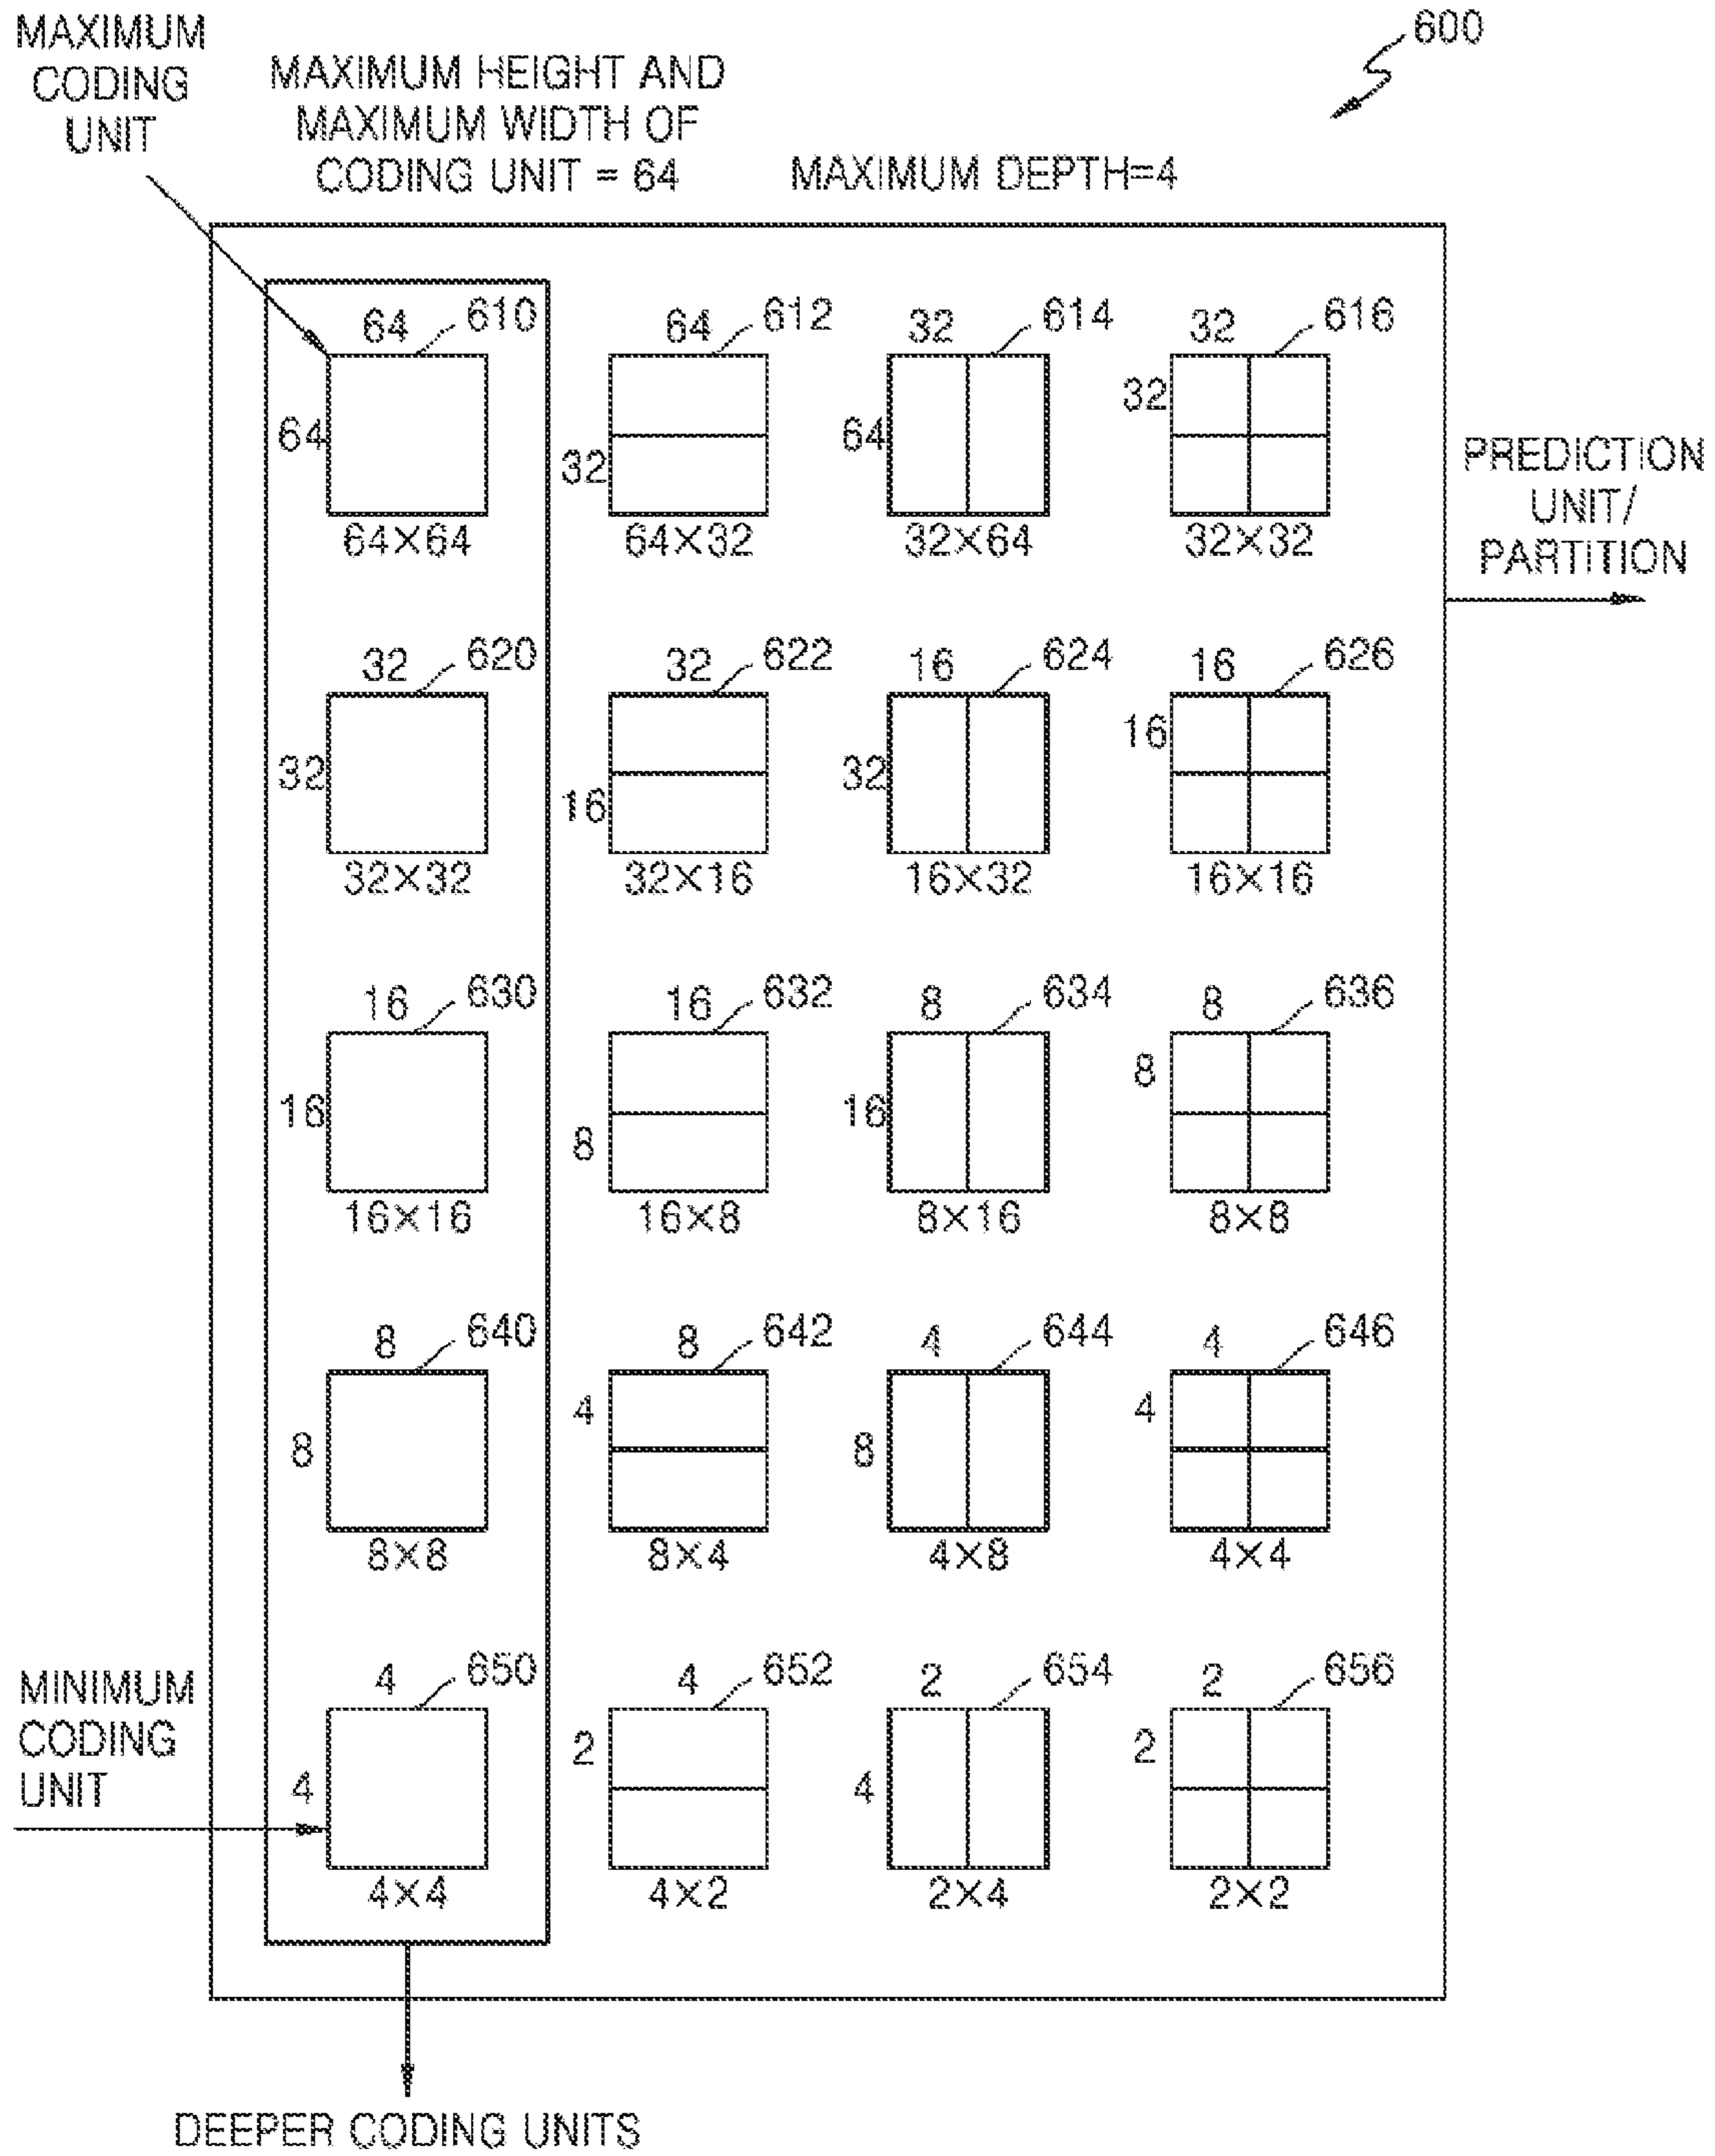 600
MAXIMUM
CODING
UNIT
MAXIMUM HEIGHT AND
MAXIMUM WIDTH OF
CODING UNIT = 64
MAXIMUM DEPTH=4
64 610 64 612 32 614 32 616
64 32 64 32
64×64 64×32 32×64 32×32
PREDICTION
UNIT/
PARTITION
32 620 32 622 16 624 16 626
32 16 32 16
32×32 32×16 16×32 16×16
16 630 16 632 8 634 8 636
16 8 16 8
16×16 16×8 8×16 8×8
8 640 8 642 4 644 4 646
8 4 8 4
8×8 8×4 4×8 4×4
MINIMUM
CODING
UNIT
4 650 4 652 2 654 2 656
4 2 4 2
4×4 4×2 2×4 2×2
DEEPER CODING UNITS